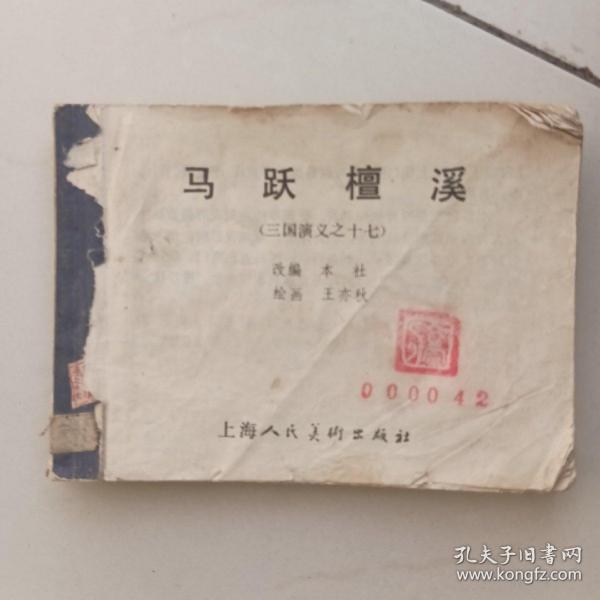 马跃檀溪
(三国演义之十七)
改编 本社
绘画 王亦秋
000042
上海人民美術出版社
孔夫子旧书网
www.kongfz.com